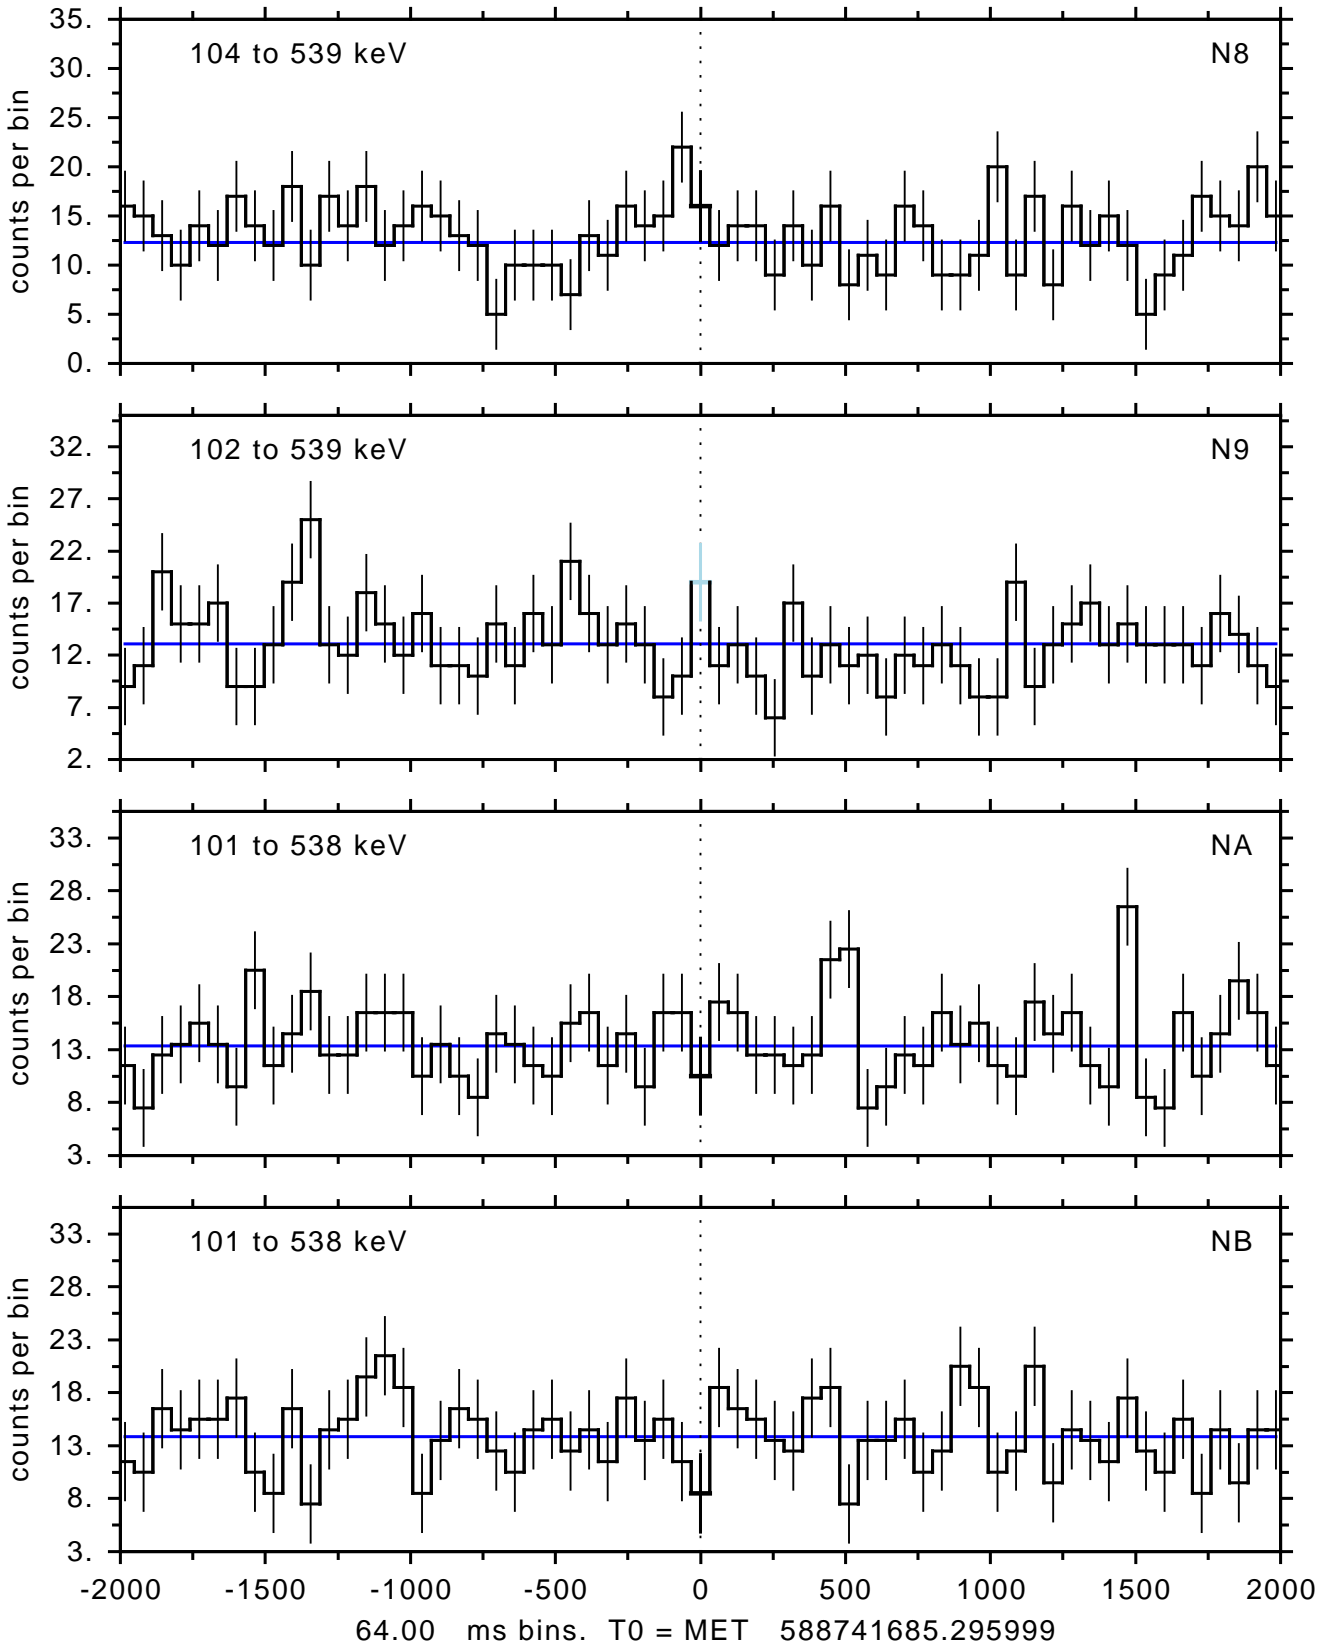 35.
104 to 539 keV N8
30.
25.
20.
15.
10.
5.
0.
counts per bin
102 to 539 keV N9
32.
27.
22.
17.
12.
7.
2.
counts per bin
101 to 538 keV NA
33.
28.
23.
18.
13.
8.
3.
counts per bin
101 to 538 keV NB
33.
28.
23.
18.
13.
8.
3.
counts per bin
-2000 -1500 -1000 -500 0 500 1000 1500 2000
64.00 ms bins. T0 = MET 588741685.295999